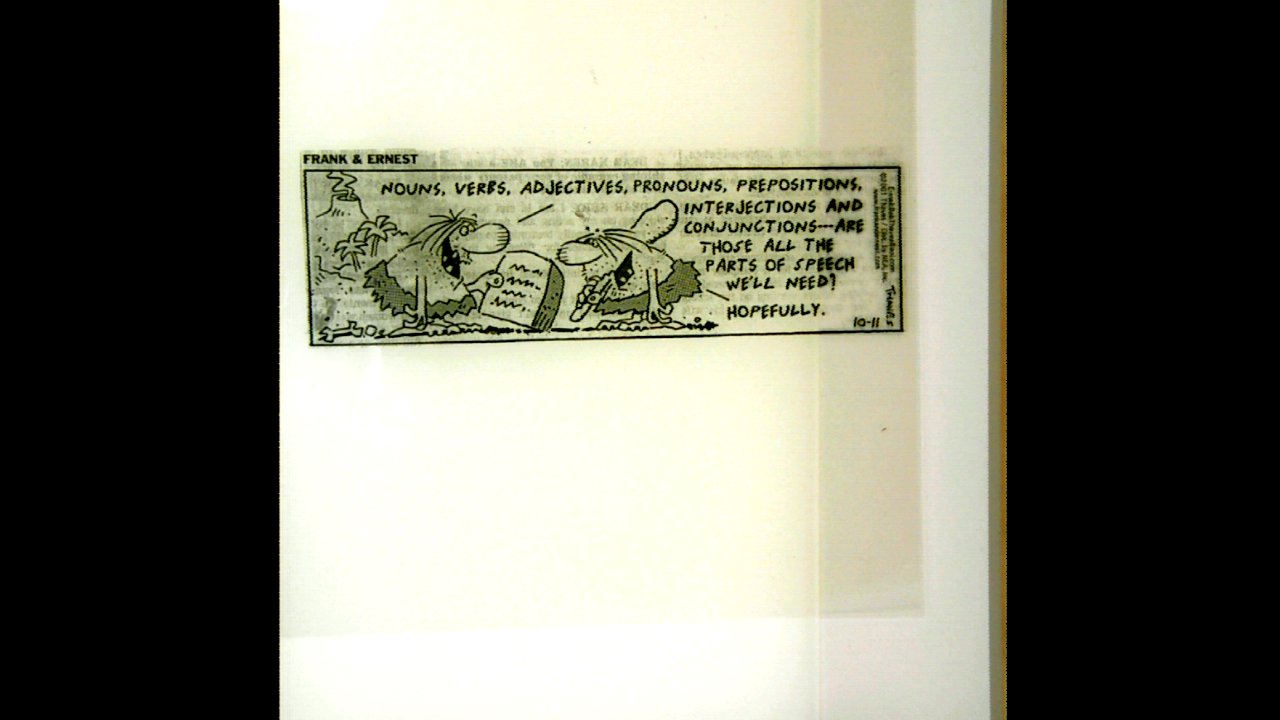 FRANK & ERNEST
NOUNS, VERBS, ADJECTIVES, PRONOUNS, PREPOSITIONS,
INTERJECTIONS AND
CONJUNCTIONS---ARE
THOSE ALL THE
PARTS OF SPEECH
WE'LL NEED?
HOPEFULLY.
10-11
Thaves